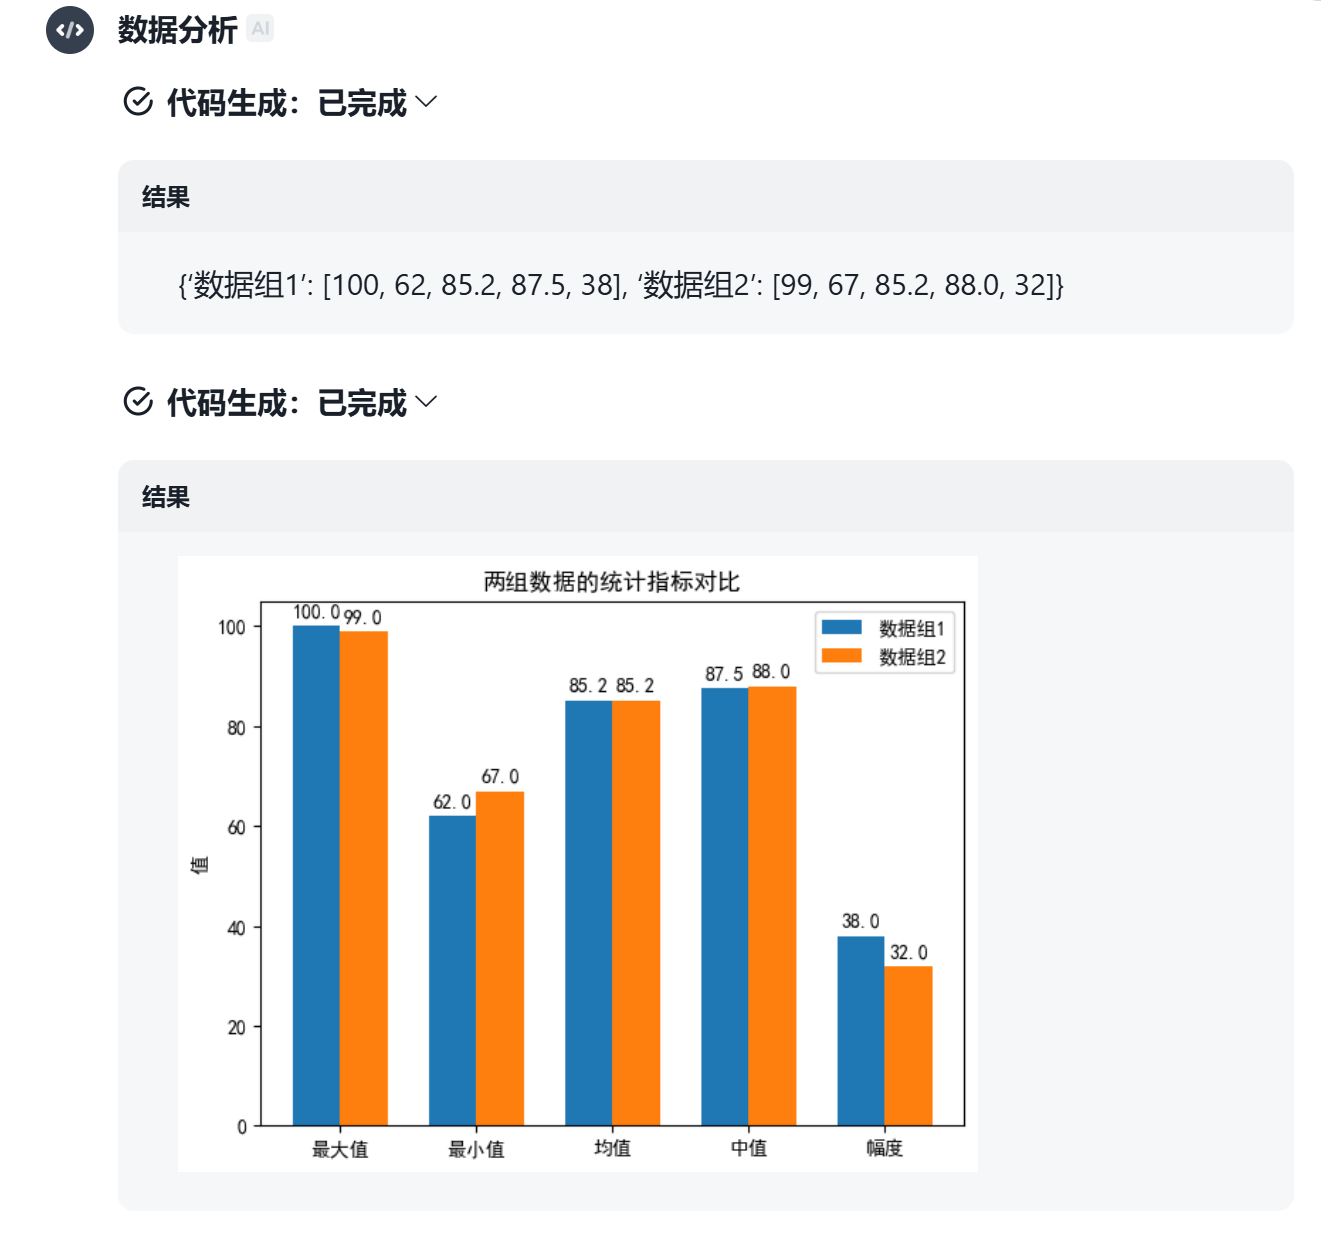 数据分析 AI
代码生成：已完成
结果
{‘数据组1’: [100, 62, 85.2, 87.5, 38], ‘数据组2’: [99, 67, 85.2, 88.0, 32]}
代码生成：已完成
结果
两组数据的统计指标对比
100.0 99.0
数据组1
数据组2
85.2 85.2
87.5 88.0
62.0 67.0
38.0 32.0
值
100
80
60
40
20
0
最大值 最小值 均值 中值 幅度